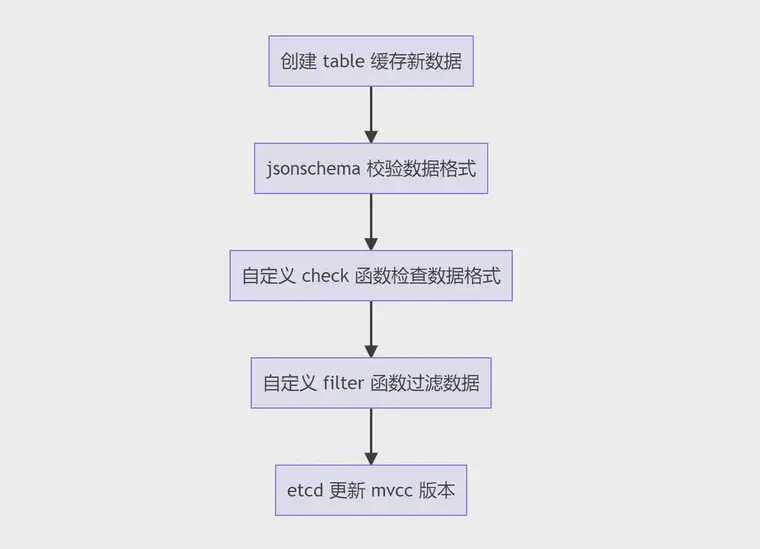 创建 table 缓存新数据
jsonschema 校验数据格式
自定义 check 函数检查数据格式
自定义 filter 函数过滤数据
etcd 更新 mvcc 版本